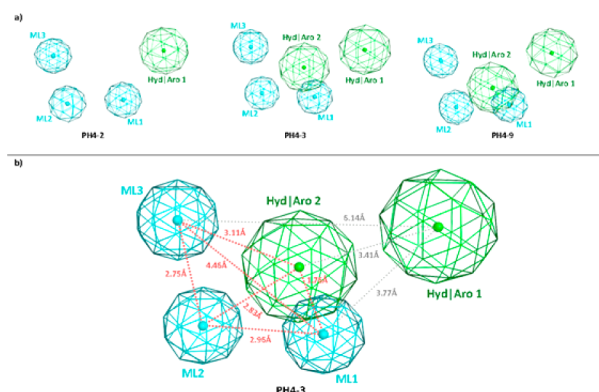 a)
ML3
Hyd|Aro 1
ML2
ML1
PH4-2
ML3
Hyd|Aro 2
Hyd|Aro 1
ML2
ML1
PH4-3
ML3
Hyd|Aro 2
Hyd|Aro 1
ML2
ML1
PH4-9
b)
ML3
Hyd|Aro 2
3.11Å
3.41Å
4.46Å
2.75Å
3.77Å
2.83Å
2.96Å
Hyd|Aro 1
ML2
ML1
PH4-3